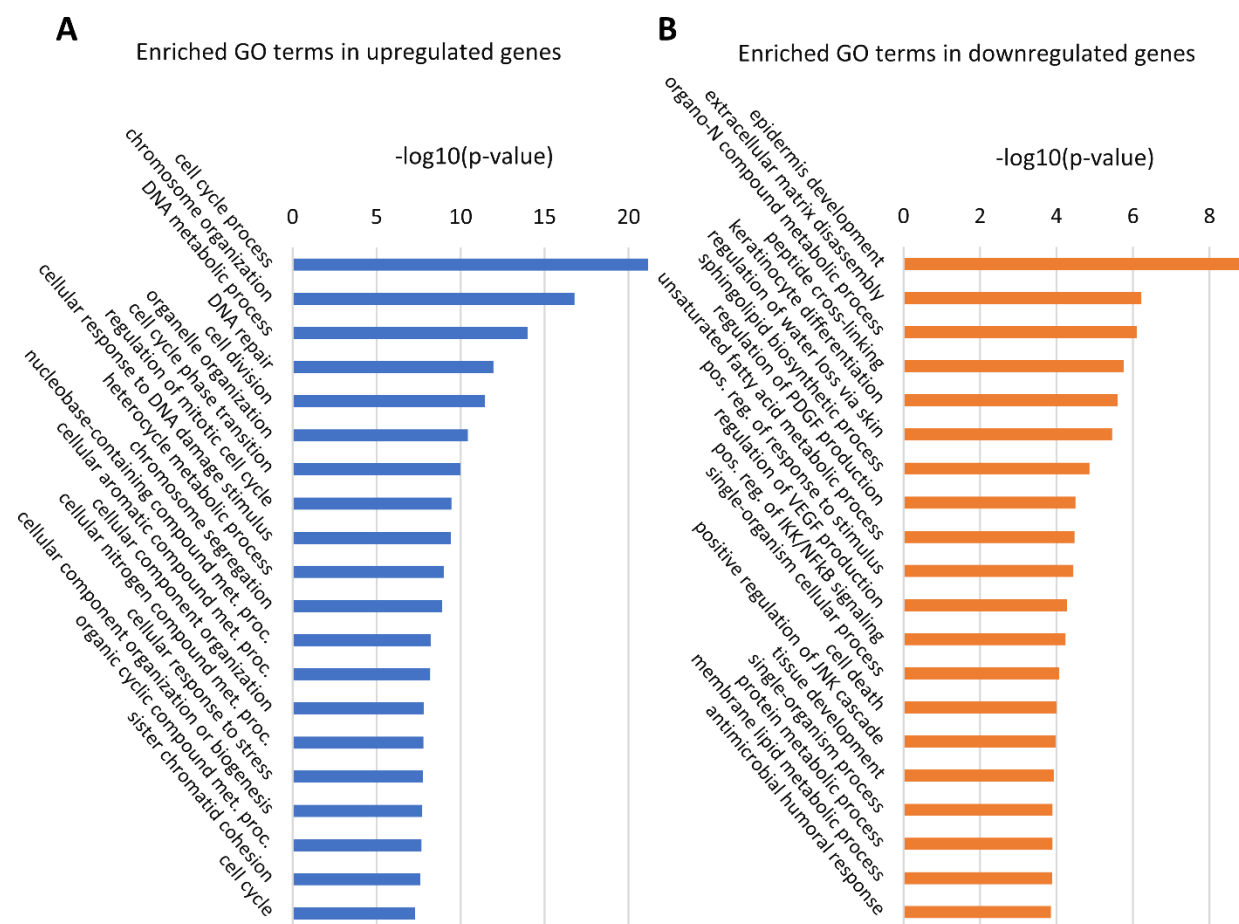 A
Enriched GO terms in upregulated genes
-log10(p-value)
0 5 10 15 20
cell cycle process
chromosome organization
DNA metabolic process
DNA repair
cell division
organelle organization
cell cycle phase transition
regulation of mitotic cell cycle
cellular response to DNA damage stimulus
heterocycle metabolic process
chromosome segregation
nucleobase-containing compound met. proc.
cellular aromatic compound met. proc.
cellular component organization
cellular nitrogen compound met. proc.
cellular response to stress
cellular component organization or biogenesis
organic cyclic compound met. proc.
sister chromatid cohesion
cell cycle
B
Enriched GO terms in downregulated genes
-log10(p-value)
0 2 4 6 8
epidermis development
extracellular matrix disassembly
organo-N compound metabolic process
peptide cross-linking
keratinocyte differentiation
regulation of water loss via skin
sphingolipid biosynthetic process
regulation of PDGF production
unsaturated fatty acid metabolic process
pos. reg. of response to stimulus
regulation of VEGF production
pos. reg. of IKK/NFkB signaling
single-organism cellular process
cell death
positive regulation of JNK cascade
tissue development
single-organism process
protein metabolic process
membrane lipid metabolic process
antimicrobial humoral response